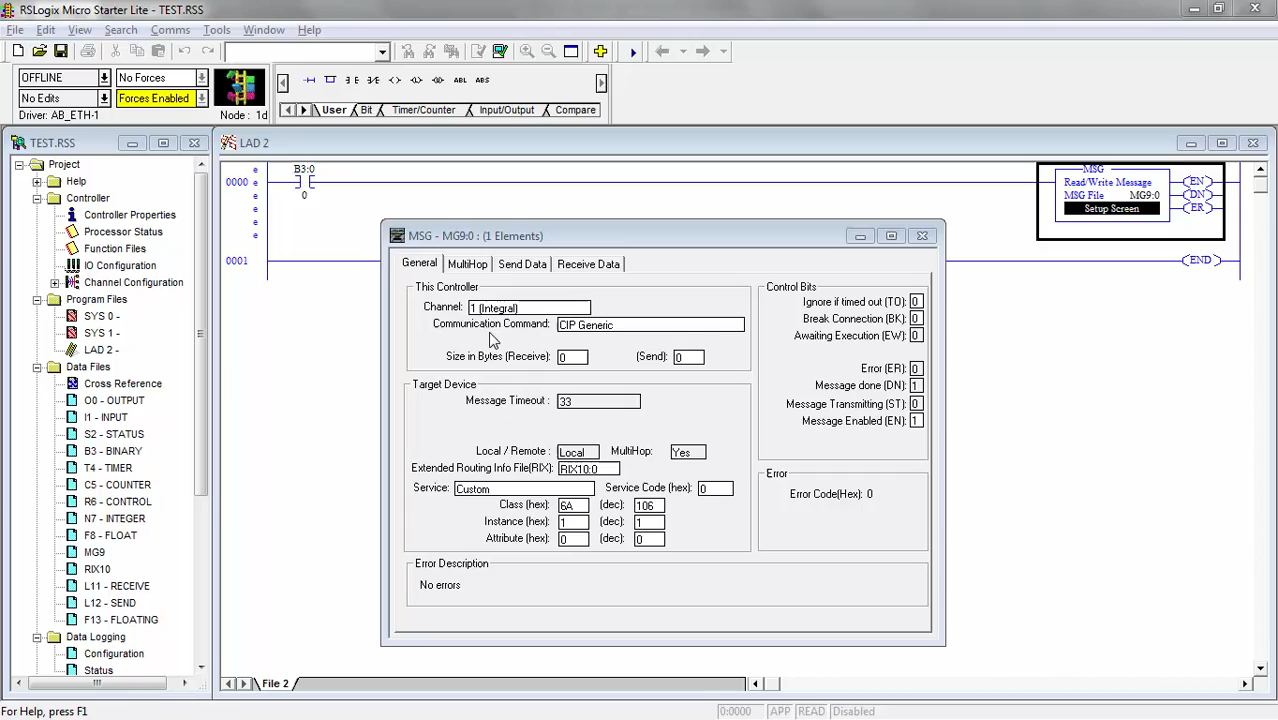 RSLogix Micro Starter Lite - TEST.RSS
File Edit View Search Comms Tools Window Help
OFFLINE No Forces
No Edits Forces Enabled
Driver: AB_ETH-1 Node : 1d
ABL ABS
User Bit Timer/Counter Input/Output Compare
TEST.RSS
Project
Help
Controller
Controller Properties
Processor Status
Function Files
IO Configuration
Channel Configuration
Program Files
SYS 0 -
SYS 1 -
LAD 2 -
Data Files
Cross Reference
O0 - OUTPUT
I1 - INPUT
S2 - STATUS
B3 - BINARY
T4 - TIMER
C5 - COUNTER
R6 - CONTROL
N7 - INTEGER
F8 - FLOAT
MG9
RIX10
L11 - RECEIVE
L12 - SEND
F13 - FLOATING
Data Logging
Configuration
Status
LAD 2
0000
e
e
e
e
e
B3:0
0
MSG
Read/Write Message
MSG File MG9:0
Setup Screen
EN
DN
ER
0001
END
MSG - MG9:0 : (1 Elements)
General MultiHop Send Data Receive Data
This Controller
Channel: 1 (Integral)
Communication Command: CIP Generic
Size in Bytes (Receive): 0 (Send): 0
Target Device
Message Timeout : 33
Local / Remote : Local MultiHop: Yes
Extended Routing Info File(RIX): RIX10:0
Service: Custom Service Code (hex): 0
Class (hex): 6A (dec): 106
Instance (hex): 1 (dec): 1
Attribute (hex): 0 (dec): 0
Control Bits
Ignore if timed out (TO): 0
Break Connection (BK): 0
Awaiting Execution (EW): 0
Error (ER): 0
Message done (DN): 1
Message Transmitting (ST): 0
Message Enabled (EN): 1
Error
Error Code(Hex): 0
Error Description
No errors
File 2
For Help, press F1
0:0000 APP READ Disabled